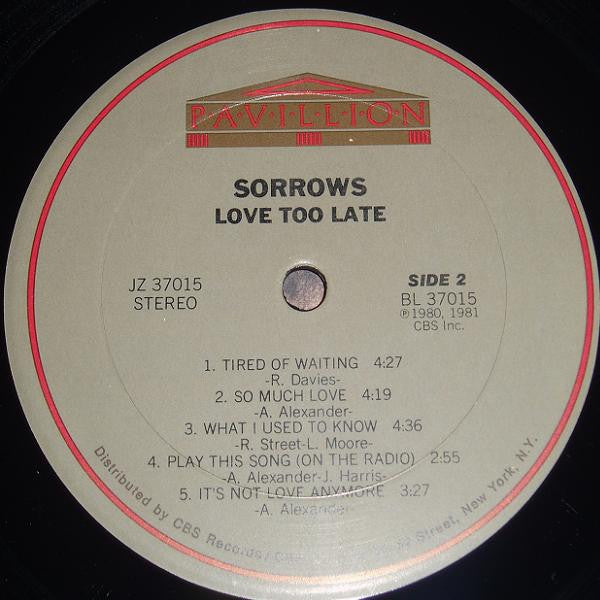 P·A·V·I·L·L·I·O·N
SORROWS
LOVE TOO LATE
JZ 37015
STEREO
SIDE 2
BL 37015
℗ 1980, 1981
CBS Inc.
1. TIRED OF WAITING 4:27
-R. Davies-
2. SO MUCH LOVE 4:19
-A. Alexander-
3. WHAT I USED TO KNOW 4:36
-R. Street-L. Moore-
4. PLAY THIS SONG (ON THE RADIO) 2:55
-A. Alexander-J. Harris-
5. IT'S NOT LOVE ANYMORE 3:27
-A. Alexander-
Distributed by CBS Records/ Street, New York, N.Y.